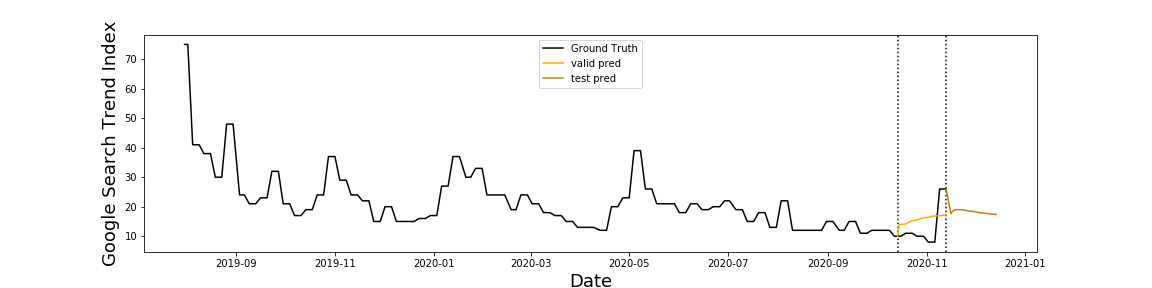 Google Search Trend Index
70
60
50
40
30
20
10
Ground Truth
valid pred
test pred
2019-09 2019-11 2020-01 2020-03 2020-05 2020-07 2020-09 2020-11 2021-01
Date